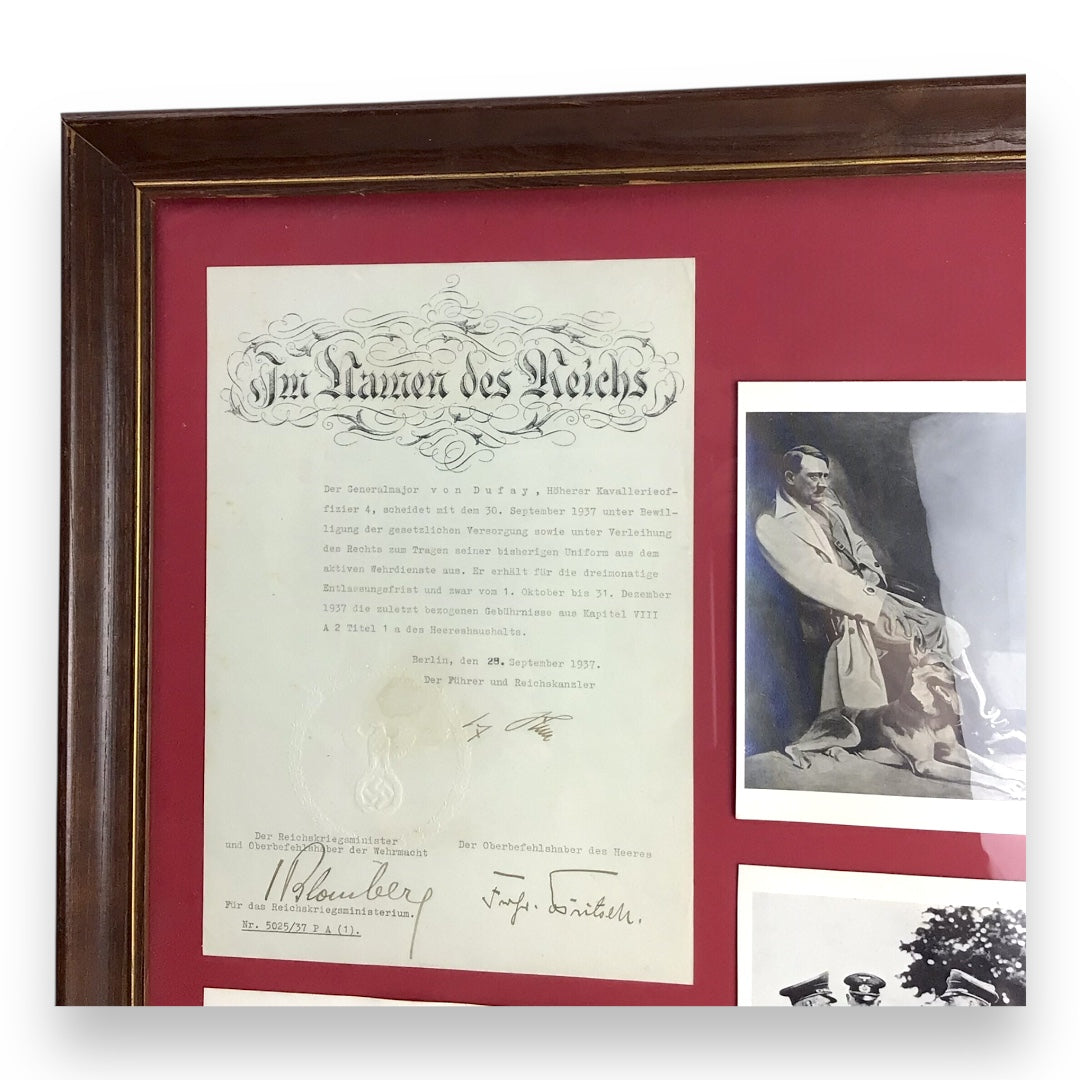 Im Namen des Reichs
Der Generalmajor von Dufay, Höherer Kavallerieof-
fizier 4, scheidet mit dem 30. September 1937 unter Bewil-
ligung der gesetzlichen Versorgung sowie unter Verleihung
des Rechts zum Tragen seiner bisherigen Uniform aus dem
aktiven Wehrdienste aus. Er erhält für die dreimonatige
Entlassungsfrist und zwar vom 1. Oktober bis 31. Dezember
1937 die zuletzt bezogenen Gebührnisse aus Kapitel VIII
A 2 Titel 1 a des Heereshaushalts.
Berlin, den 28. September 1937.
Der Führer und Reichskanzler
Der Reichskriegsminister
und Oberbefehlshaber der Wehrmacht
Der Oberbefehlshaber des Heeres
Blomberg
Frhr. Fritsch.
Für das Reichskriegsministerium.
Nr. 5025/37 P A (1).